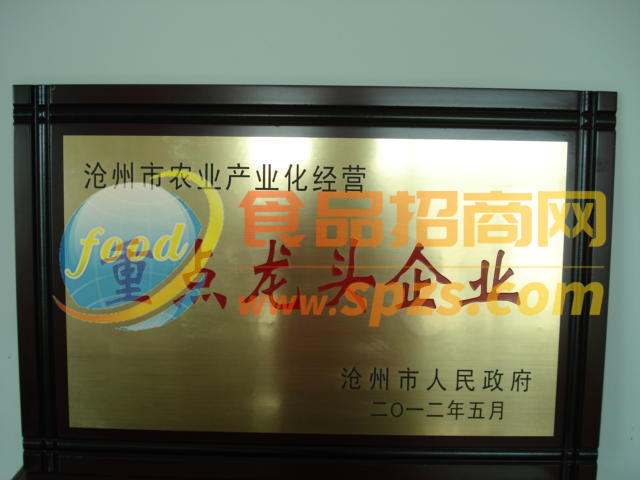 沧州市农业产业化经营
食品招商网
food
重点龙头企业
www.spzs.com
沧州市人民政府
二〇一二年五月